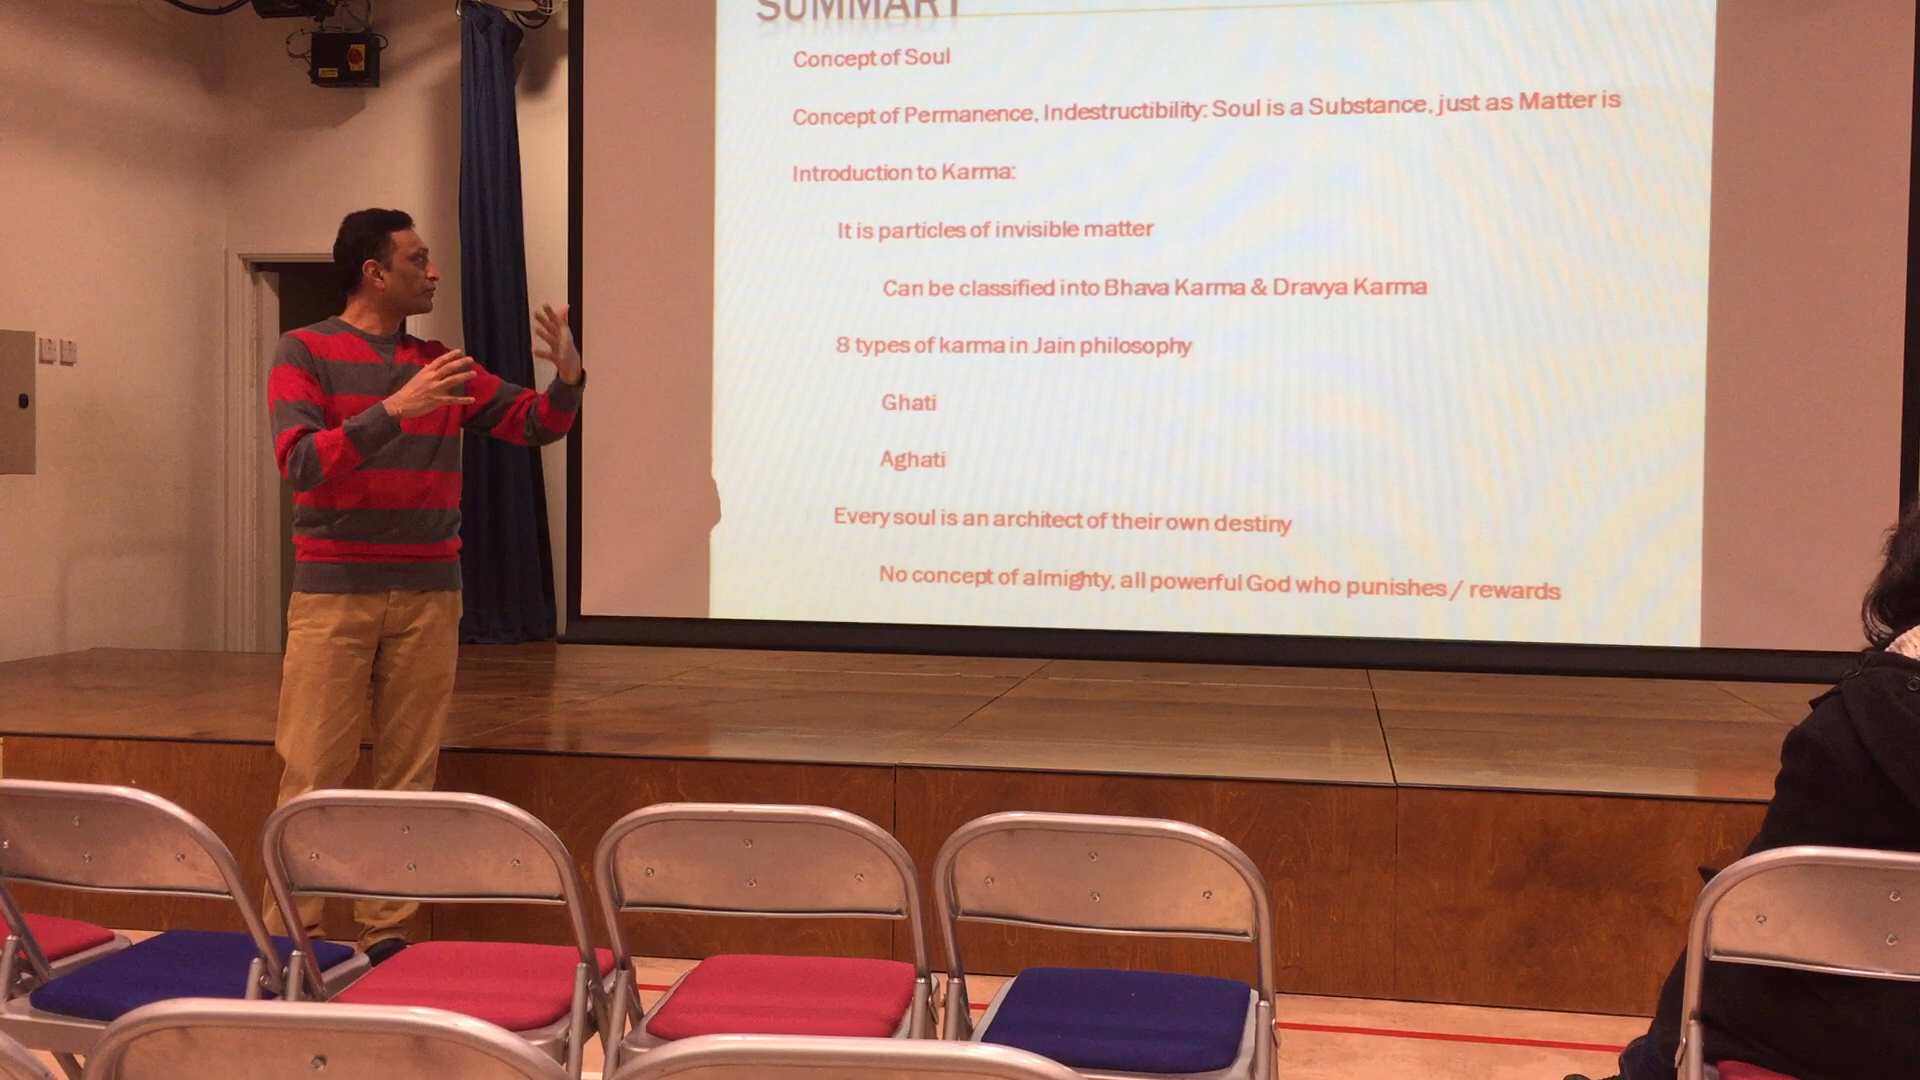 SUMMARY
Concept of Soul
Concept of Permanence, Indestructibility: Soul is a Substance, just as Matter is
Introduction to Karma:
It is particles of invisible matter
Can be classified into Bhava Karma & Dravya Karma
8 types of karma in Jain philosophy
Ghati
Aghati
Every soul is an architect of their own destiny
No concept of almighty, all powerful God who punishes / rewards